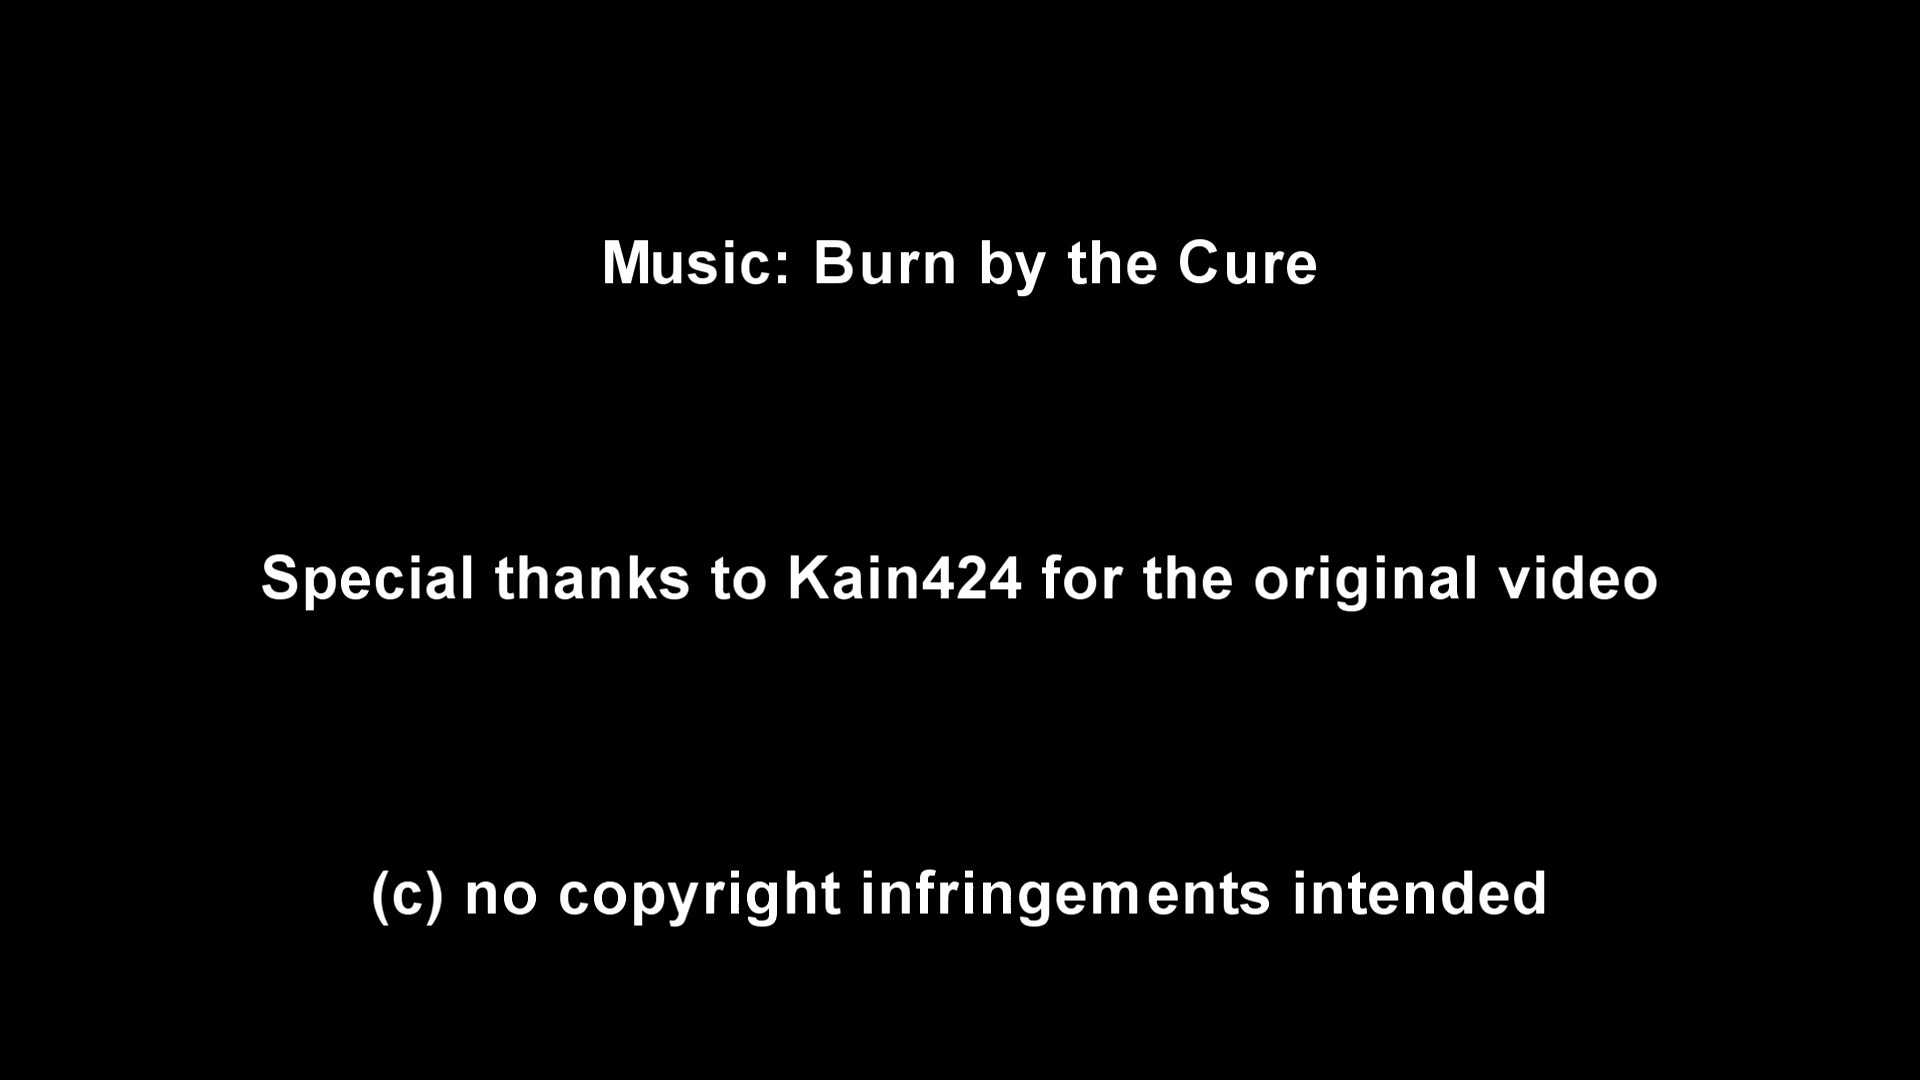 Music: Burn by the Cure
Special thanks to Kain424 for the original video
(c) no copyright infringements intended